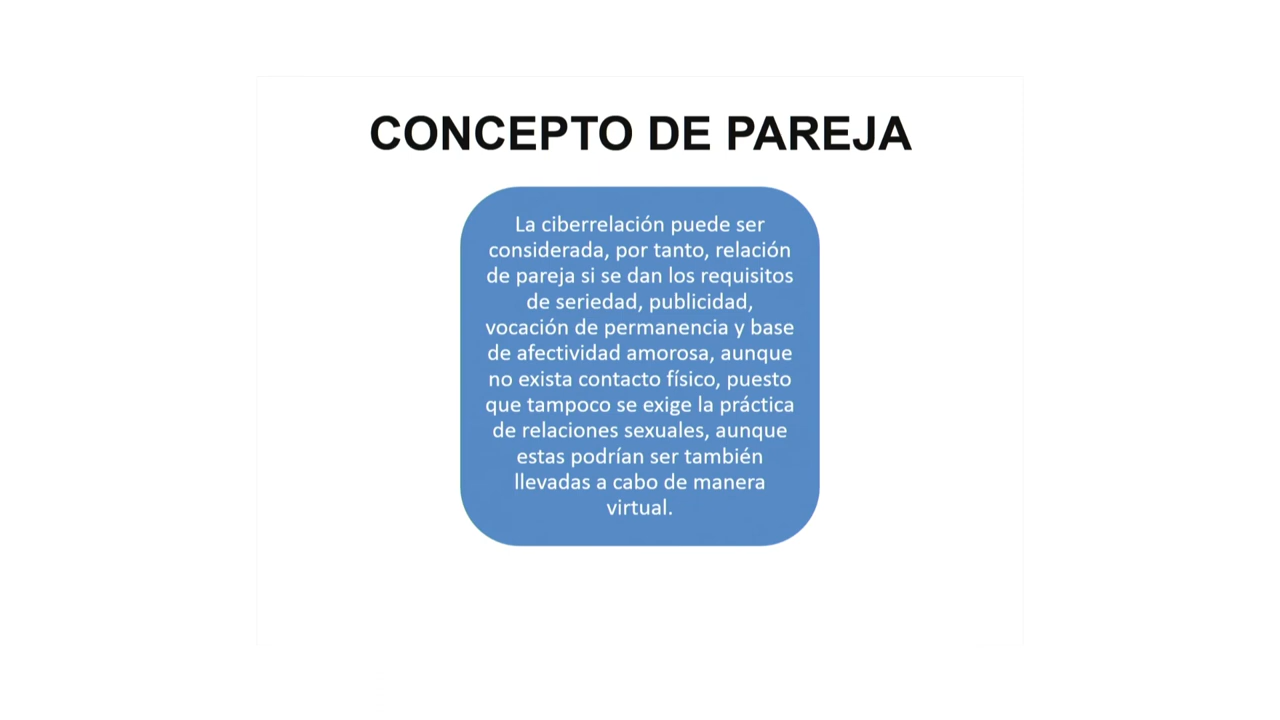 CONCEPTO DE PAREJA
La ciberrelación puede ser
considerada, por tanto, relación
de pareja si se dan los requisitos
de seriedad, publicidad,
vocación de permanencia y base
de afectividad amorosa, aunque
no exista contacto físico, puesto
que tampoco se exige la práctica
de relaciones sexuales, aunque
estas podrían ser también
llevadas a cabo de manera
virtual.